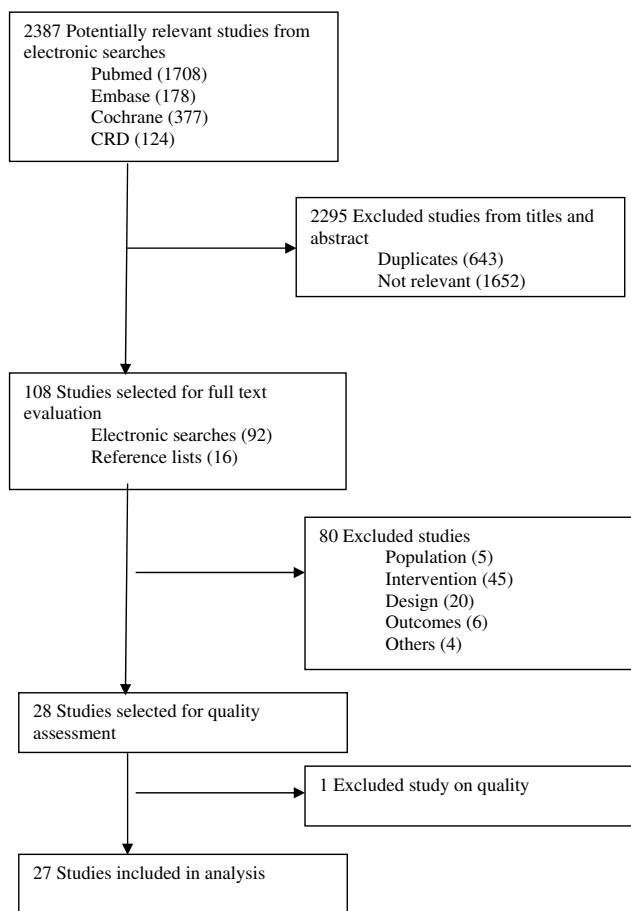 2387 Potentially relevant studies from
electronic searches
Pubmed (1708)
Embase (178)
Cochrane (377)
CRD (124)
2295 Excluded studies from titles and
abstract
Duplicates (643)
Not relevant (1652)
108 Studies selected for full text
evaluation
Electronic searches (92)
Reference lists (16)
80 Excluded studies
Population (5)
Intervention (45)
Design (20)
Outcomes (6)
Others (4)
28 Studies selected for quality
assessment
1 Excluded study on quality
27 Studies included in analysis